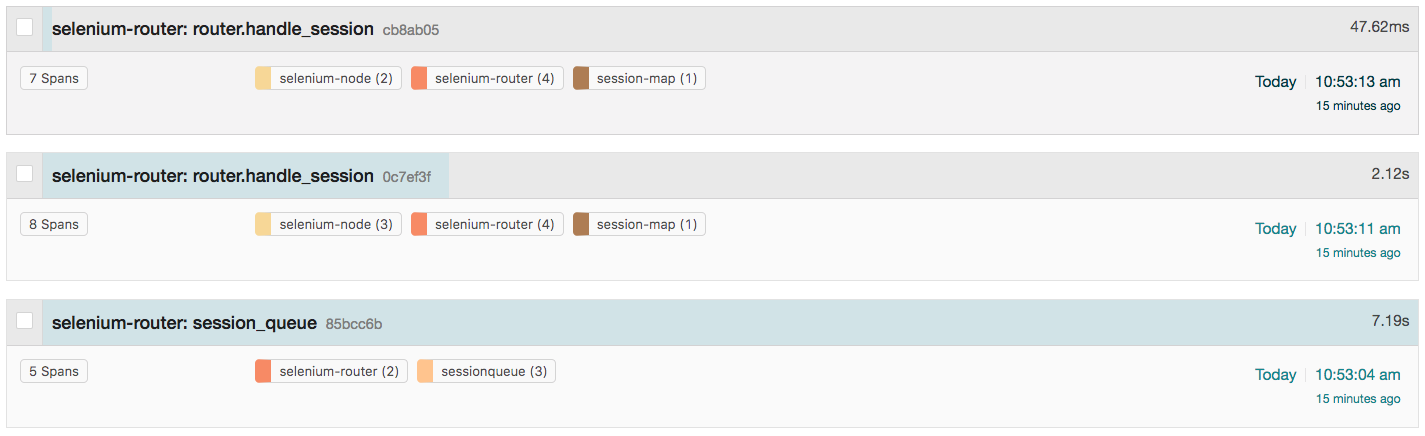 selenium-router: router.handle_session cb8ab05 47.62ms
7 Spans selenium-node (2) selenium-router (4) session-map (1) Today 10:53:13 am
15 minutes ago
selenium-router: router.handle_session 0c7ef3f 2.12s
8 Spans selenium-node (3) selenium-router (4) session-map (1) Today 10:53:11 am
15 minutes ago
selenium-router: session_queue 85bcc6b 7.19s
5 Spans selenium-router (2) sessionqueue (3) Today 10:53:04 am
15 minutes ago